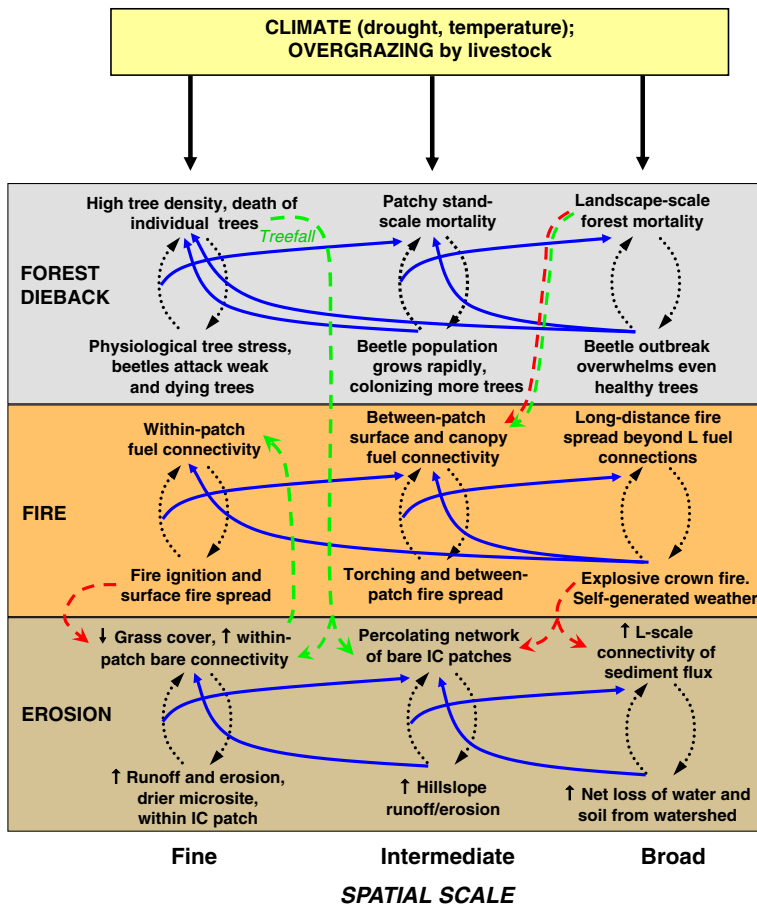 CLIMATE (drought, temperature);
OVERGRAZING by livestock
High tree density, death of
individual trees
Treefall
Patchy stand-
scale mortality
Landscape-scale
forest mortality
FOREST
DIEBACK
Physiological tree stress,
beetles attack weak
and dying trees
Beetle population
grows rapidly,
colonizing more trees
Beetle outbreak
overwhelms even
healthy trees
Within-patch
fuel connectivity
Between-patch
surface and canopy
fuel connectivity
Long-distance fire
spread beyond L fuel
connections
FIRE
Fire ignition and
surface fire spread
Torching and between-
patch fire spread
Explosive crown fire.
Self-generated weather
↓ Grass cover, ↑ within-
patch bare connectivity
Percolating network
of bare IC patches
↑ L-scale
connectivity of
sediment flux
EROSION
↑ Runoff and erosion,
drier microsite,
within IC patch
↑ Hillslope
runoff/erosion
↑ Net loss of water and
soil from watershed
Fine
Intermediate
Broad
SPATIAL SCALE